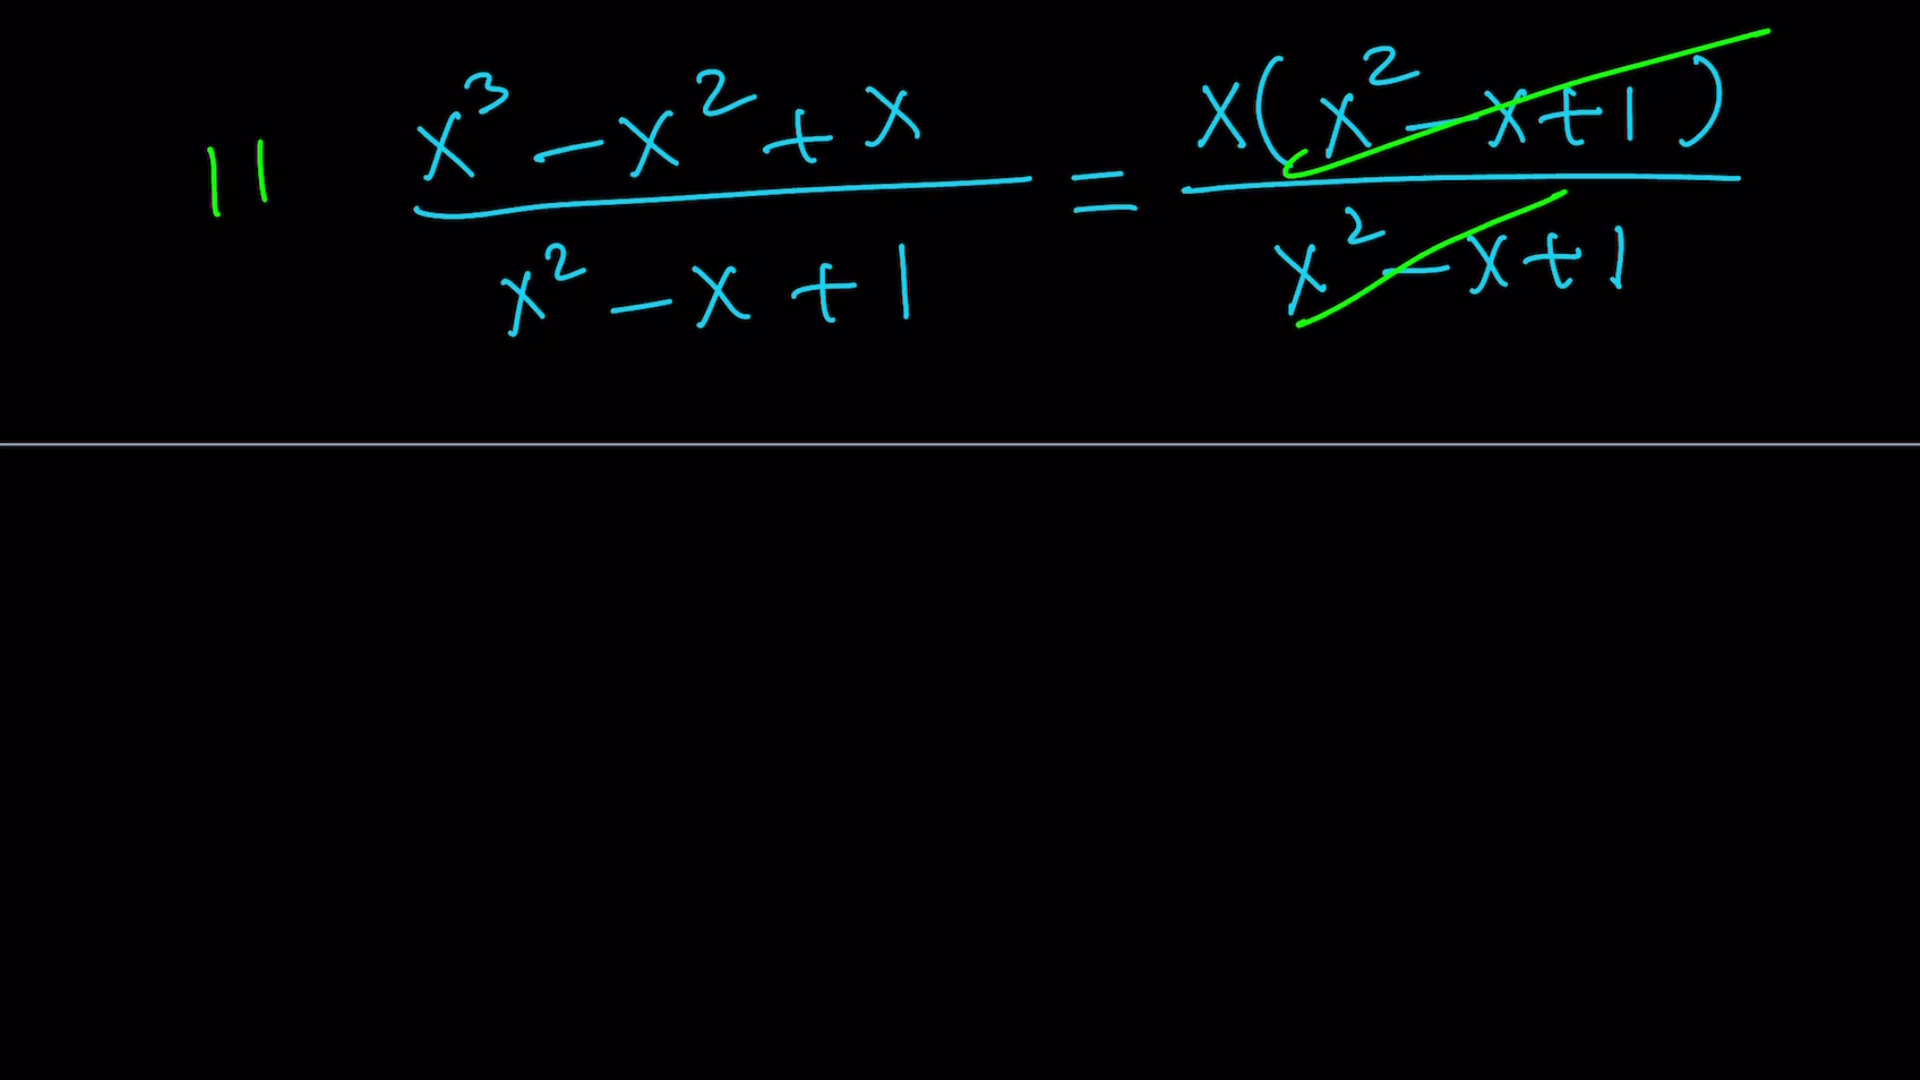 11 x³ - x² + x / x² - x + 1 = x(x² - x + 1) / x² - x + 1